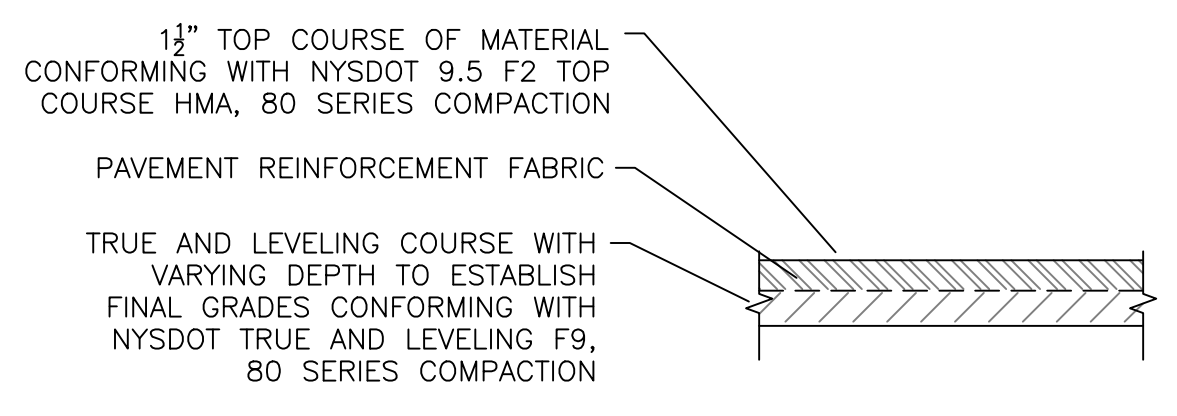 1½" TOP COURSE OF MATERIAL
CONFORMING WITH NYSDOT 9.5 F2 TOP
COURSE HMA, 80 SERIES COMPACTION
PAVEMENT REINFORCEMENT FABRIC
TRUE AND LEVELING COURSE WITH
VARYING DEPTH TO ESTABLISH
FINAL GRADES CONFORMING WITH
NYSDOT TRUE AND LEVELING F9,
80 SERIES COMPACTION